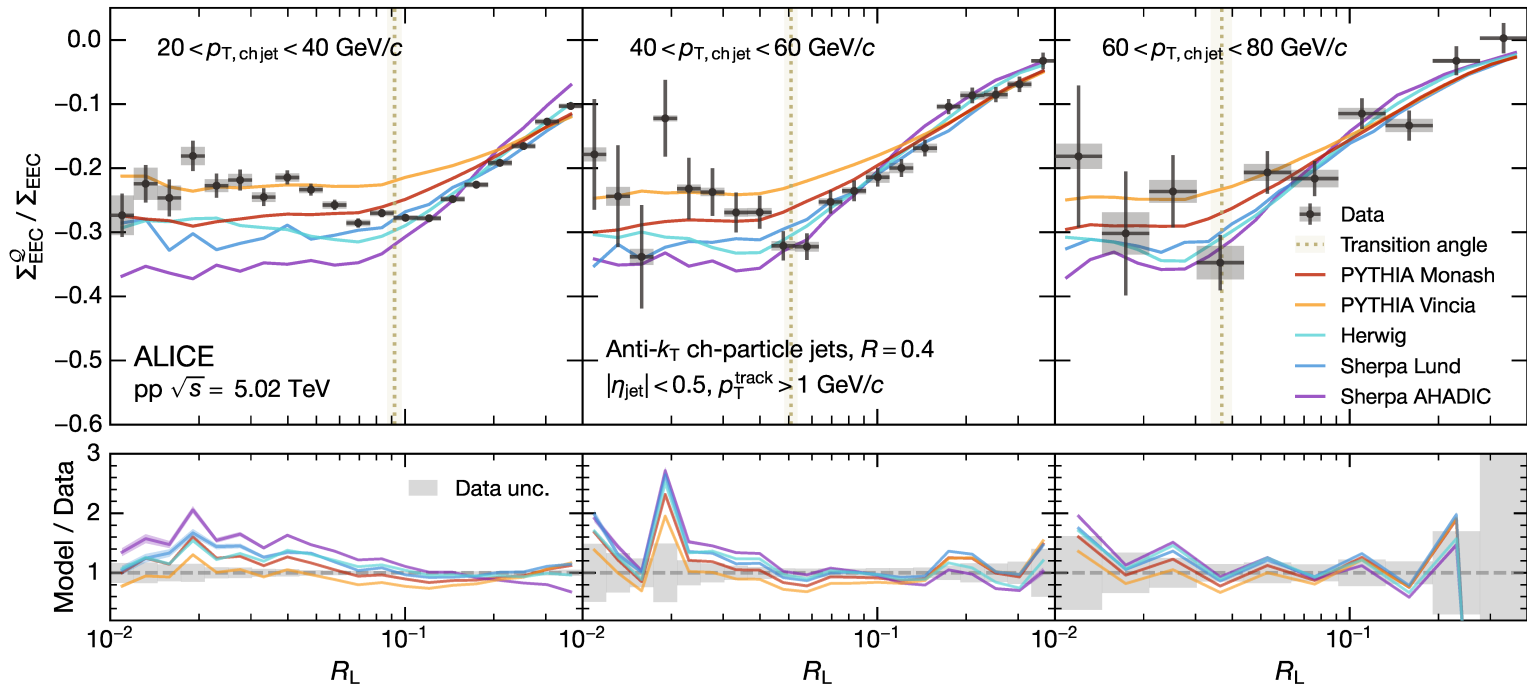 20 < p_T, ch jet < 40 GeV/c
40 < p_T, ch jet < 60 GeV/c
60 < p_T, ch jet < 80 GeV/c
0.0
−0.1
−0.2
−0.3
−0.4
−0.5
−0.6
Σ^Q_EEC / Σ_EEC
ALICE
pp √s = 5.02 TeV
Anti-k_T ch-particle jets, R = 0.4
|η_jet| < 0.5, p_T^track > 1 GeV/c
Data
Transition angle
PYTHIA Monash
PYTHIA Vincia
Herwig
Sherpa Lund
Sherpa AHADIC
3
2
1
Model / Data
Data unc.
10^−2
10^−1
10^−2
10^−1
10^−2
10^−1
R_L
R_L
R_L